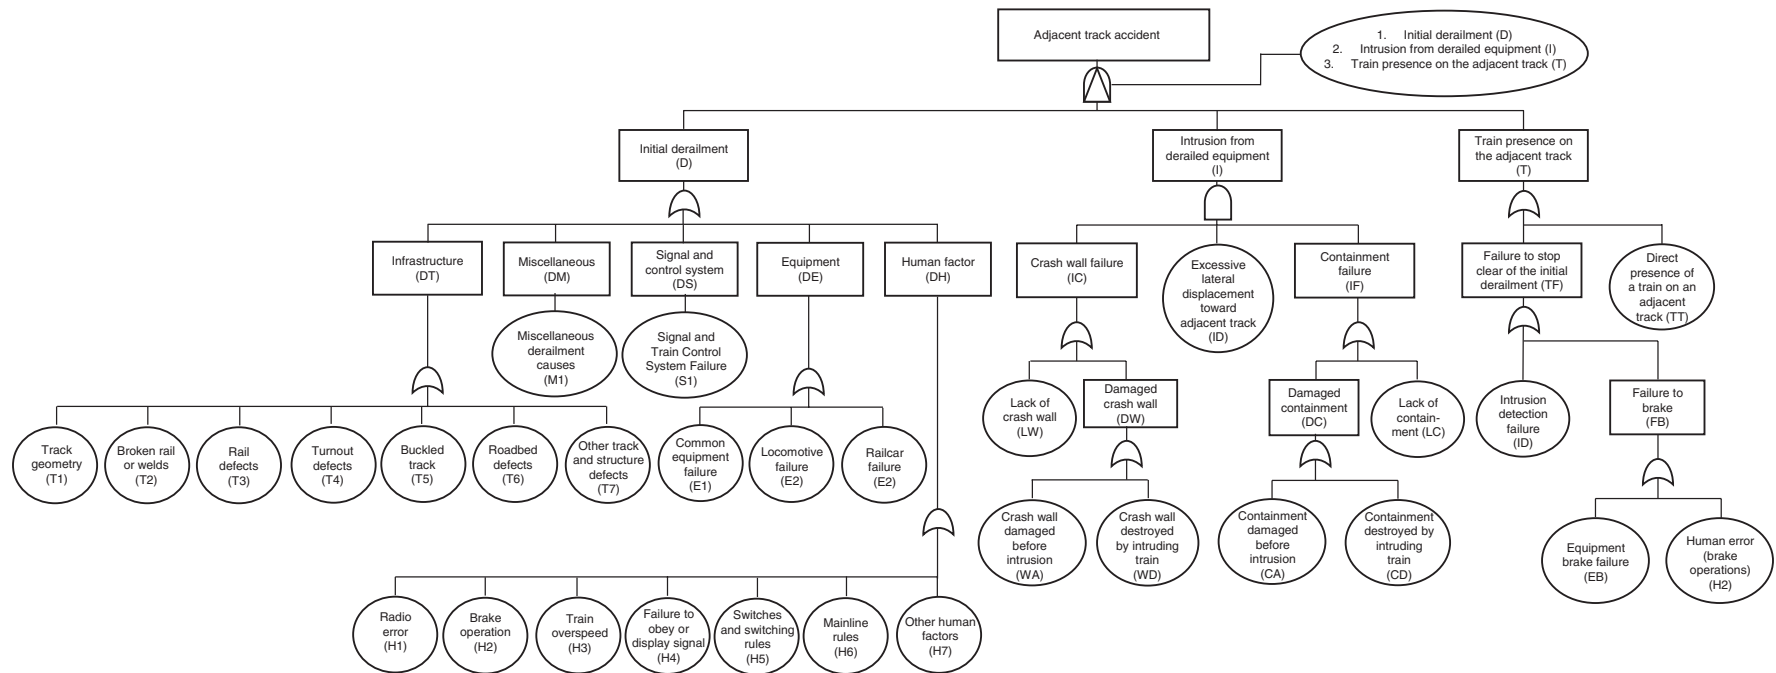 Adjacent track accident
1. Initial derailment (D)
2. Intrusion from derailed equipment (I)
3. Train presence on the adjacent track (T)
Initial derailment
(D)
Intrusion from
derailed equipment
(I)
Train presence on
the adjacent track
(T)
Infrastructure
(DT)
Miscellaneous
(DM)
Signal and
control system
(DS)
Equipment
(DE)
Human factor
(DH)
Crash wall failure
(IC)
Excessive
lateral
displacement
toward
adjacent track
(ID)
Containment
failure
(IF)
Failure to stop
clear of the initial
derailment (TF)
Direct
presence of
a train on an
adjacent
track (TT)
Miscellaneous
derailment
causes
(M1)
Signal and
Train Control
System Failure
(S1)
Lack of
crash wall
(LW)
Damaged
crash wall
(DW)
Damaged
containment
(DC)
Lack of
contain-
ment (LC)
Intrusion
detection
failure
(ID)
Failure to
brake
(FB)
Track
geometry
(T1)
Broken rail
or welds
(T2)
Rail
defects
(T3)
Turnout
defects
(T4)
Buckled
track
(T5)
Roadbed
defects
(T6)
Other track
and structure
defects
(T7)
Common
equipment
failure
(E1)
Locomotive
failure
(E2)
Railcar
failure
(E2)
Crash wall
damaged
before
intrusion
(WA)
Crash wall
destroyed
by intruding
train
(WD)
Containment
damaged
before
intrusion
(CA)
Containment
destroyed by
intruding
train
(CD)
Equipment
brake failure
(EB)
Human error
(brake
operations)
(H2)
Radio
error
(H1)
Brake
operation
(H2)
Train
overspeed
(H3)
Failure to
obey or
display signal
(H4)
Switches
and switching
rules
(H5)
Mainline
rules
(H6)
Other human
factors
(H7)